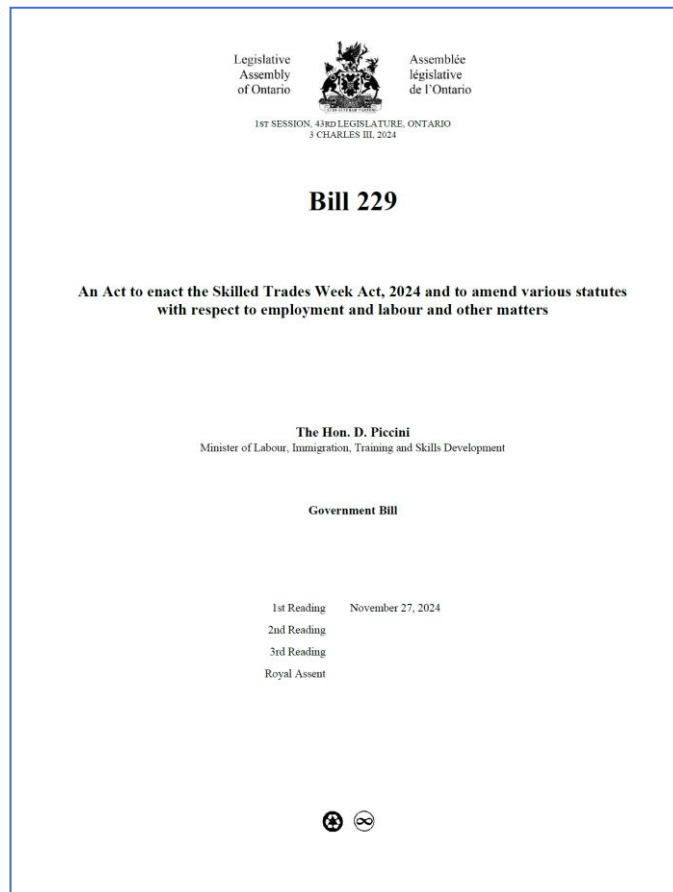 Legislative
Assembly
of Ontario
Assemblée
législative
de l'Ontario
1ST SESSION, 43RD LEGISLATURE, ONTARIO
3 CHARLES III, 2024
Bill 229
An Act to enact the Skilled Trades Week Act, 2024 and to amend various statutes
with respect to employment and labour and other matters
The Hon. D. Piccini
Minister of Labour, Immigration, Training and Skills Development
Government Bill
1st Reading November 27, 2024
2nd Reading
3rd Reading
Royal Assent